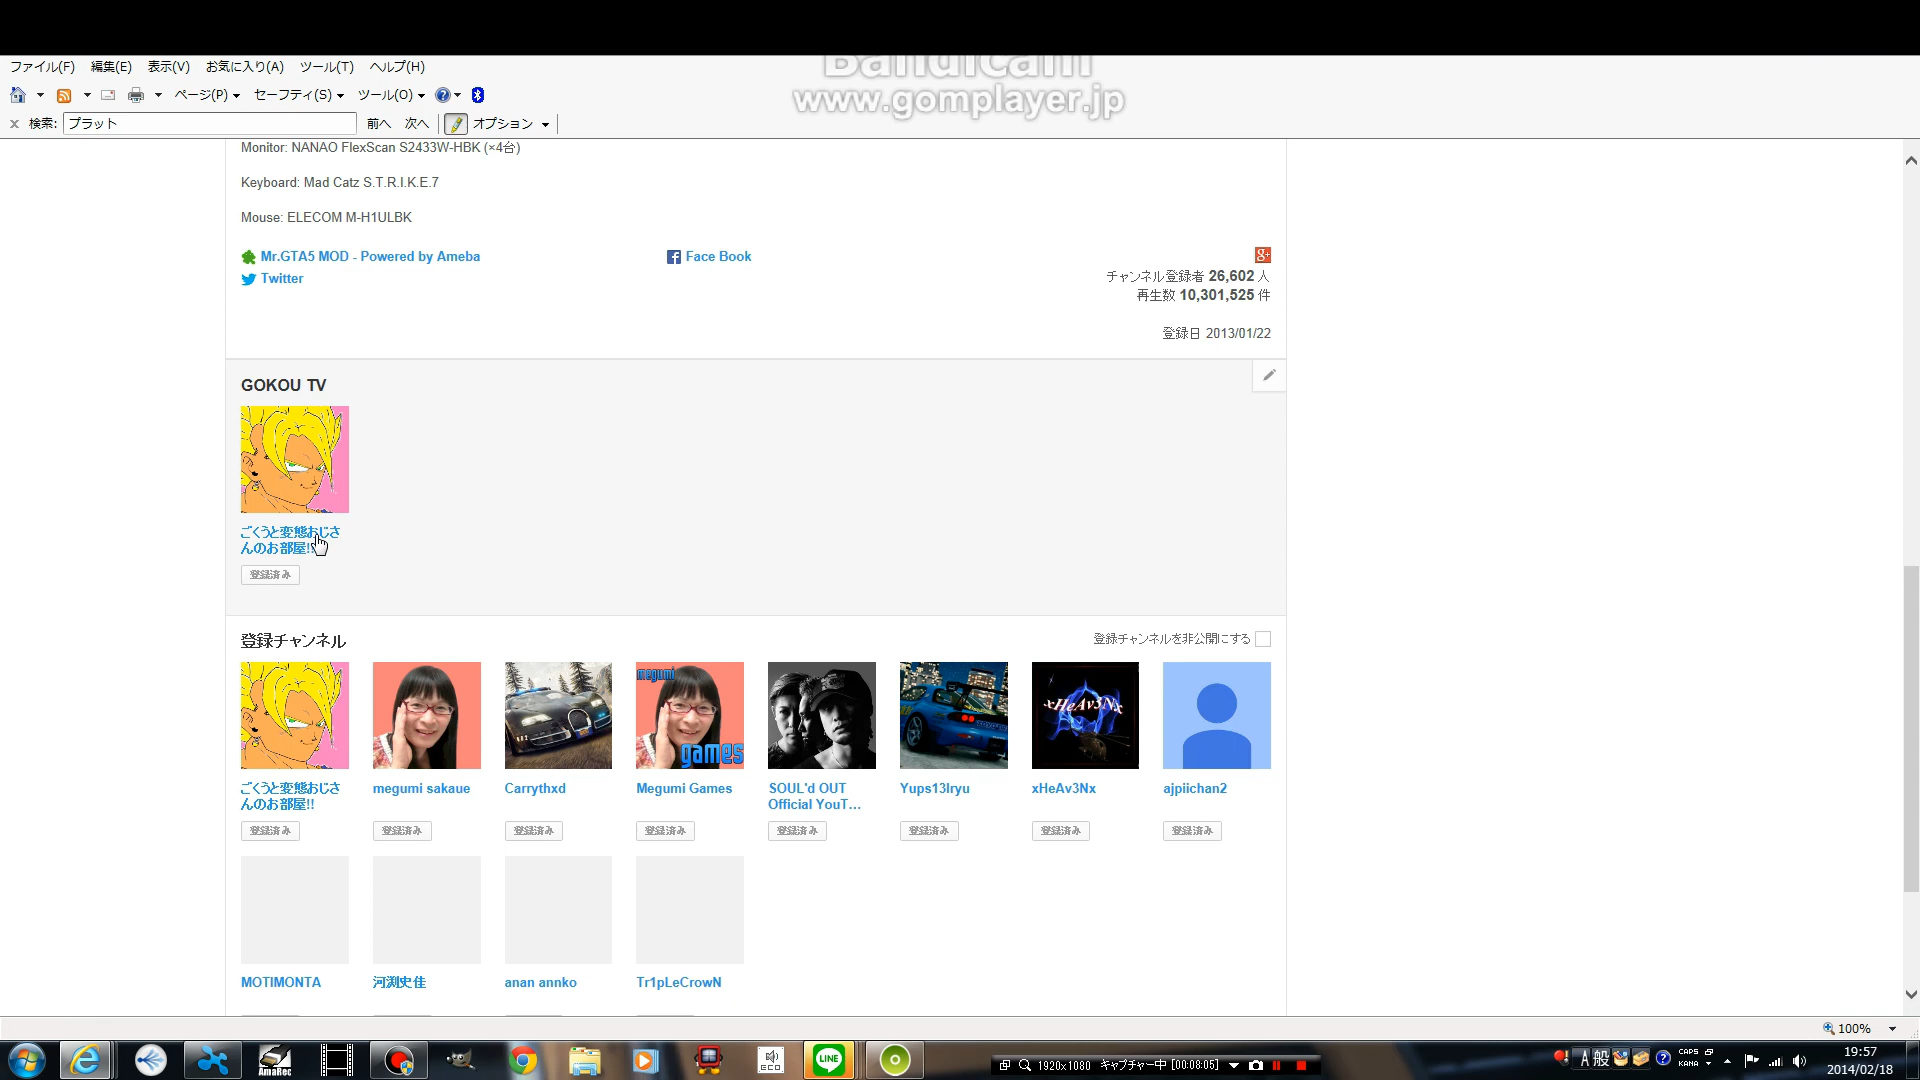 Bandicam
www.gomplayer.jp
ファイル(F) 編集(E) 表示(V) お気に入り(A) ツール(T) ヘルプ(H)
ページ(P) セーフティ(S) ツール(O)
検索: プラット 前へ 次へ オプション
Monitor: NANAO FlexScan S2433W-HBK (×4台)
Keyboard: Mad Catz S.T.R.I.K.E.7
Mouse: ELECOM M-H1ULBK
Mr.GTA5 MOD - Powered by Ameba Face Book
Twitter
チャンネル登録者 26,602 人
再生数 10,301,525 件
登録日 2013/01/22
GOKOU TV
ごくうと変態おじさ
んのお部屋!!
登録済み
登録チャンネル 登録チャンネルを非公開にする
megumi
games
xHeAv3Nx
ごくうと変態おじさ
んのお部屋!!
megumi sakaue
Carrythxd
Megumi Games
SOUL'd OUT
Official YouT...
Yups13lryu
xHeAv3Nx
ajpiichan2
登録済み 登録済み 登録済み 登録済み 登録済み 登録済み 登録済み 登録済み
MOTIMONTA 河渕史佳 anan annko Tr1pLeCrowN
100%
AmaRec
ECO
LINE
1920x1080 キャプチャー中 [00:08:05]
A般
CAPS
KANA
19:57
2014/02/18